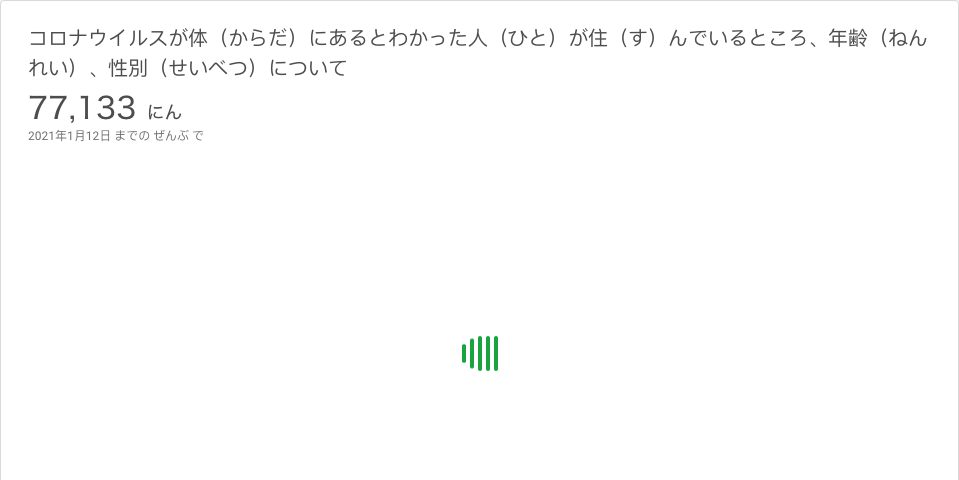 コロナウイルスが体（からだ）にあるとわかった人（ひと）が住（す）んでいるところ、年齢（ねん
れい）、性別（せいべつ）について
77,133 にん
2021年1月12日 までの ぜんぶ で